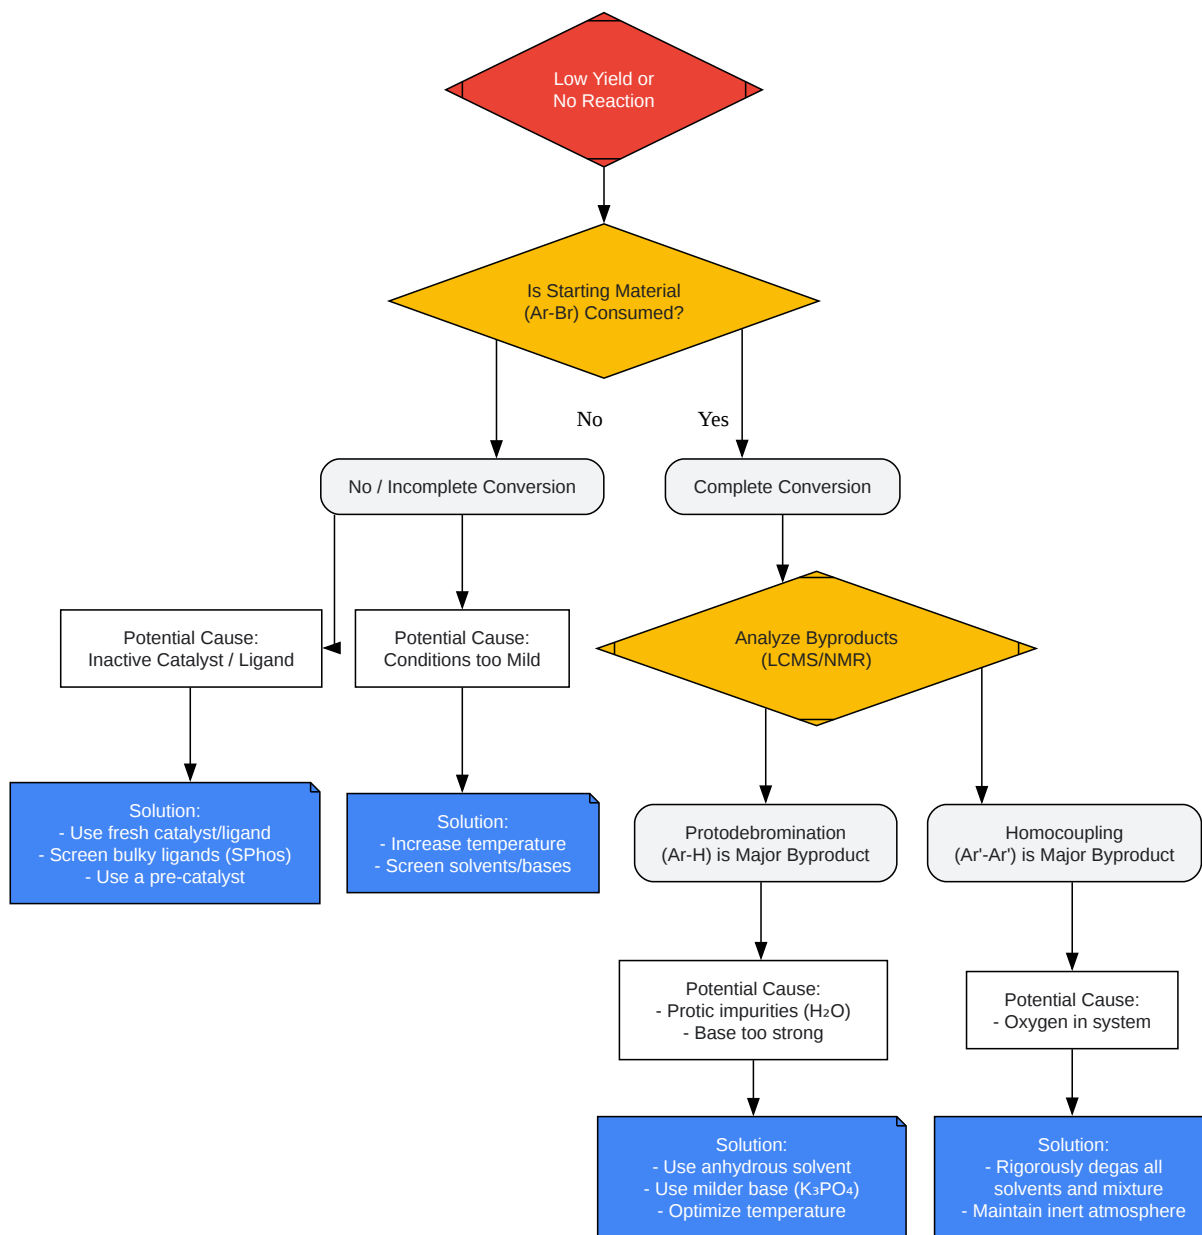 Low Yield or
No Reaction
Is Starting Material
(Ar-Br) Consumed?
No
Yes
No / Incomplete Conversion
Complete Conversion
Potential Cause:
Inactive Catalyst / Ligand
Potential Cause:
Conditions too Mild
Analyze Byproducts
(LCMS/NMR)
Solution:
- Use fresh catalyst/ligand
- Screen bulky ligands (SPhos)
- Use a pre-catalyst
Solution:
- Increase temperature
- Screen solvents/bases
Protodebromination
(Ar-H) is Major Byproduct
Homocoupling
(Ar'-Ar') is Major Byproduct
Potential Cause:
- Protic impurities (H₂O)
- Base too strong
Potential Cause:
- Oxygen in system
Solution:
- Use anhydrous solvent
- Use milder base (K₃PO₄)
- Optimize temperature
Solution:
- Rigorously degas all
solvents and mixture
- Maintain inert atmosphere